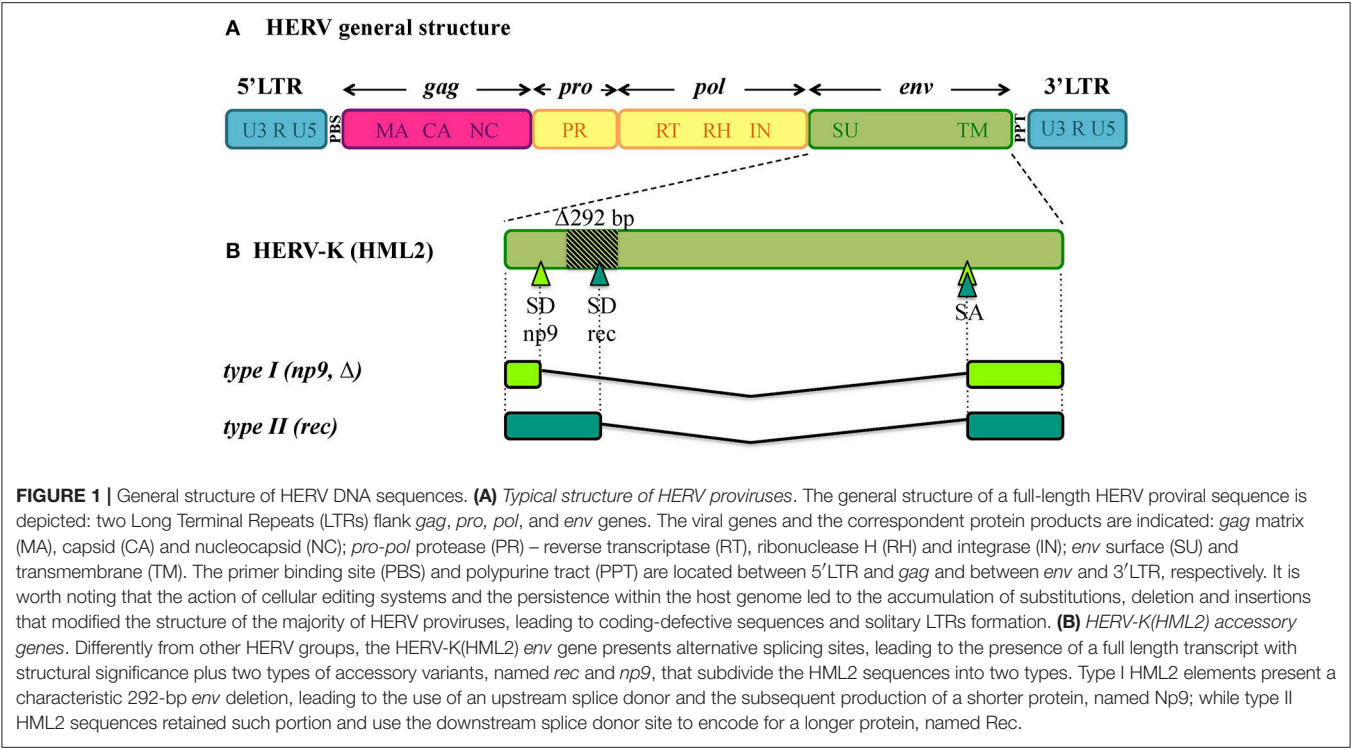 A HERV general structure
5'LTR gag pro pol env 3'LTR
U3 R U5 PBS MA CA NC PR RT RH IN SU TM PPT U3 R U5
Δ292 bp
B HERV-K (HML2)
SD SD SA
np9 rec
type I (np9, Δ)
type II (rec)
FIGURE 1 | General structure of HERV DNA sequences. (A) Typical structure of HERV proviruses. The general structure of a full-length HERV proviral sequence is
depicted: two Long Terminal Repeats (LTRs) flank gag, pro, pol, and env genes. The viral genes and the correspondent protein products are indicated: gag matrix
(MA), capsid (CA) and nucleocapsid (NC); pro-pol protease (PR) – reverse transcriptase (RT), ribonuclease H (RH) and integrase (IN); env surface (SU) and
transmembrane (TM). The primer binding site (PBS) and polypurine tract (PPT) are located between 5′LTR and gag and between env and 3′LTR, respectively. It is
worth noting that the action of cellular editing systems and the persistence within the host genome led to the accumulation of substitutions, deletion and insertions
that modified the structure of the majority of HERV proviruses, leading to coding-defective sequences and solitary LTRs formation. (B) HERV-K(HML2) accessory
genes. Differently from other HERV groups, the HERV-K(HML2) env gene presents alternative splicing sites, leading to the presence of a full transcript with
structural significance plus two types of accessory variants, named rec and np9, that subdivide the HML2 sequences into two types. Type I HML2 elements present a
characteristic 292-bp env deletion, leading to the use of an upstream splice donor and the subsequent production of a shorter protein, named Np9; while type II
HML2 sequences retained such portion and use the downstream splice donor site to encode for a longer protein, named Rec.